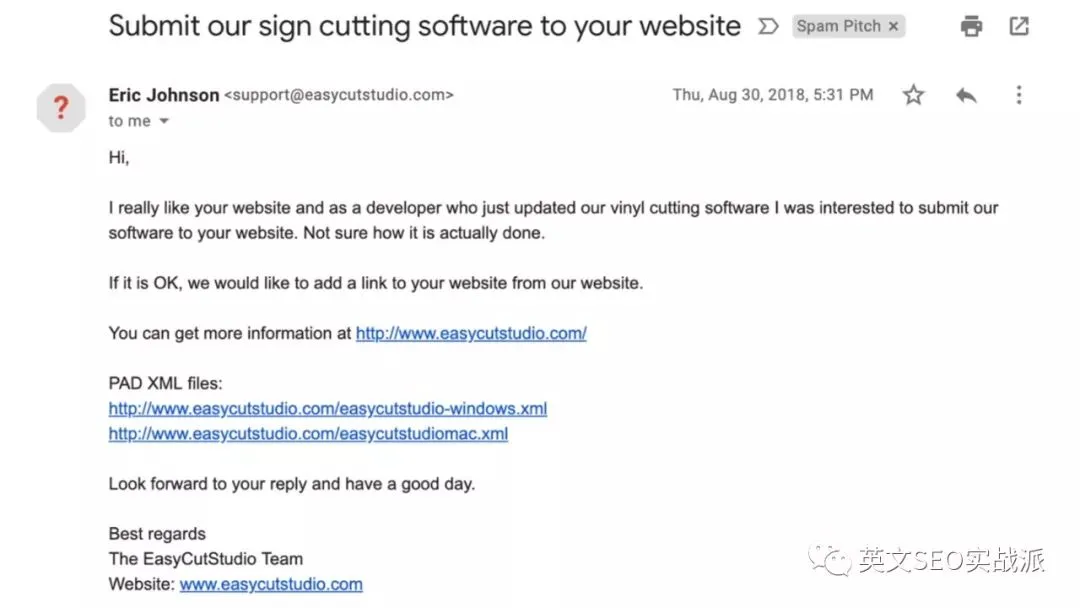 Submit our sign cutting software to your website
Spam Pitch ×
Eric Johnson <support@easycutstudio.com>
Thu, Aug 30, 2018, 5:31 PM
?
to me
Hi,
I really like your website and as a developer who just updated our vinyl cutting software I was interested to submit our
software to your website. Not sure how it is actually done.
If it is OK, we would like to add a link to your website from our website.
You can get more information at http://www.easycutstudio.com/
PAD XML files:
http://www.easycutstudio.com/easycutstudio-windows.xml
http://www.easycutstudio.com/easycutstudiomac.xml
Look forward to your reply and have a good day.
Best regards
The EasyCutStudio Team
Website: www.easycutstudio.com
英文SEO实战派